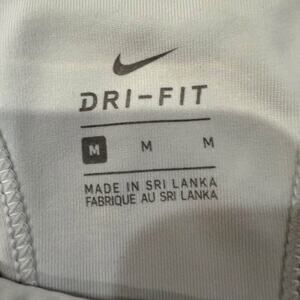 DRI-FIT
M M M
MADE IN SRI LANKA
FABRIQUE AU SRI LANKA